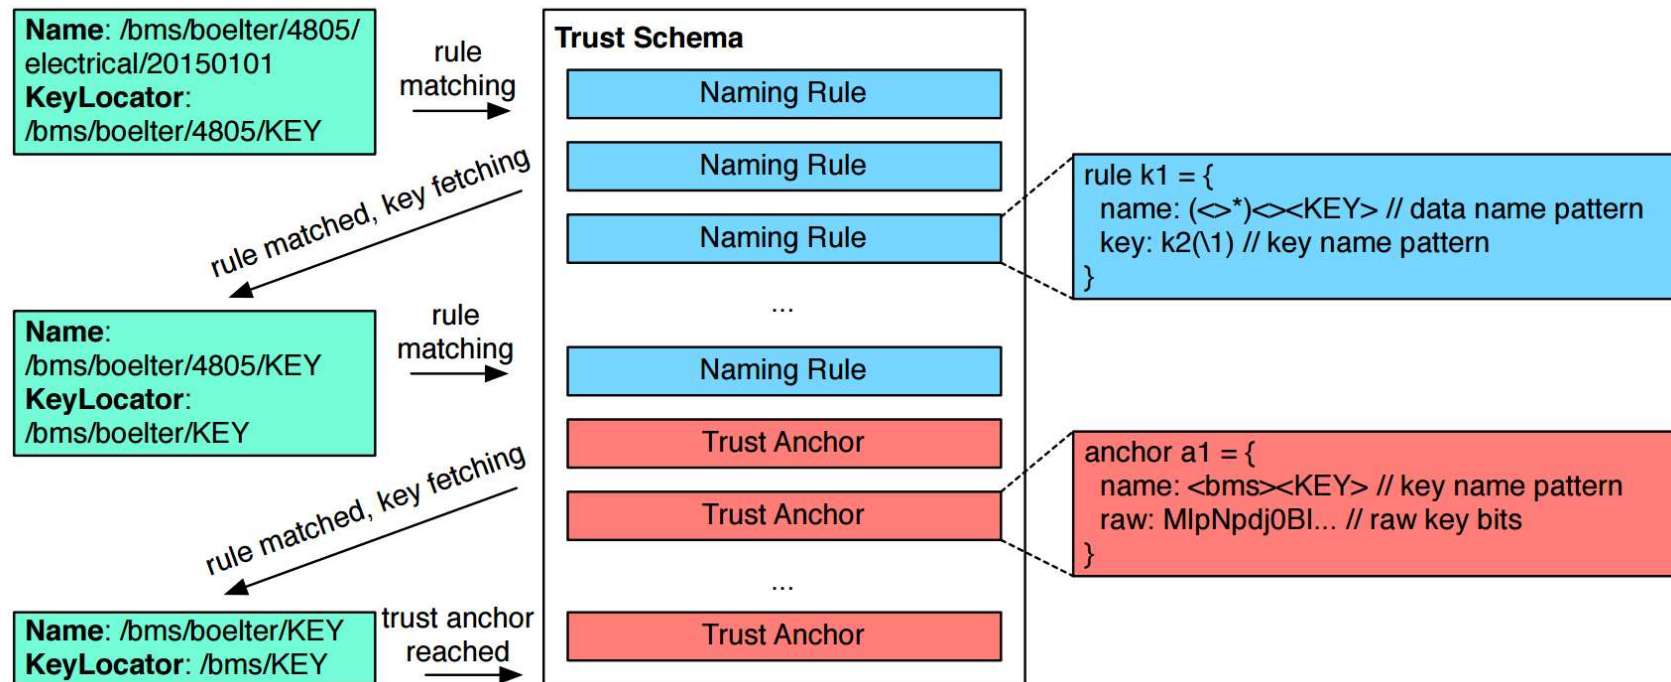 Name: /bms/boelter/4805/
electrical/20150101
KeyLocator:
/bms/boelter/4805/KEY
rule
matching
rule matched, key fetching
Name:
/bms/boelter/4805/KEY
KeyLocator:
/bms/boelter/KEY
rule
matching
rule matched, key fetching
Name: /bms/boelter/KEY
KeyLocator: /bms/KEY
trust anchor
reached
Trust Schema
Naming Rule
Naming Rule
Naming Rule
...
Naming Rule
Trust Anchor
Trust Anchor
...
Trust Anchor
rule k1 = {
name: (<>*)<><KEY> // data name pattern
key: k2(\1) // key name pattern
}
anchor a1 = {
name: <bms><KEY> // key name pattern
raw: MIpNpdj0BI... // raw key bits
}